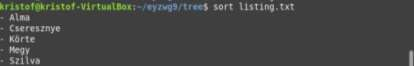 kristof@kristof-VirtualBox:~/eyzwg9/tree$ sort listing.txt
- Alma
- Cseresznye
- Körte
- Megy
- Szilva